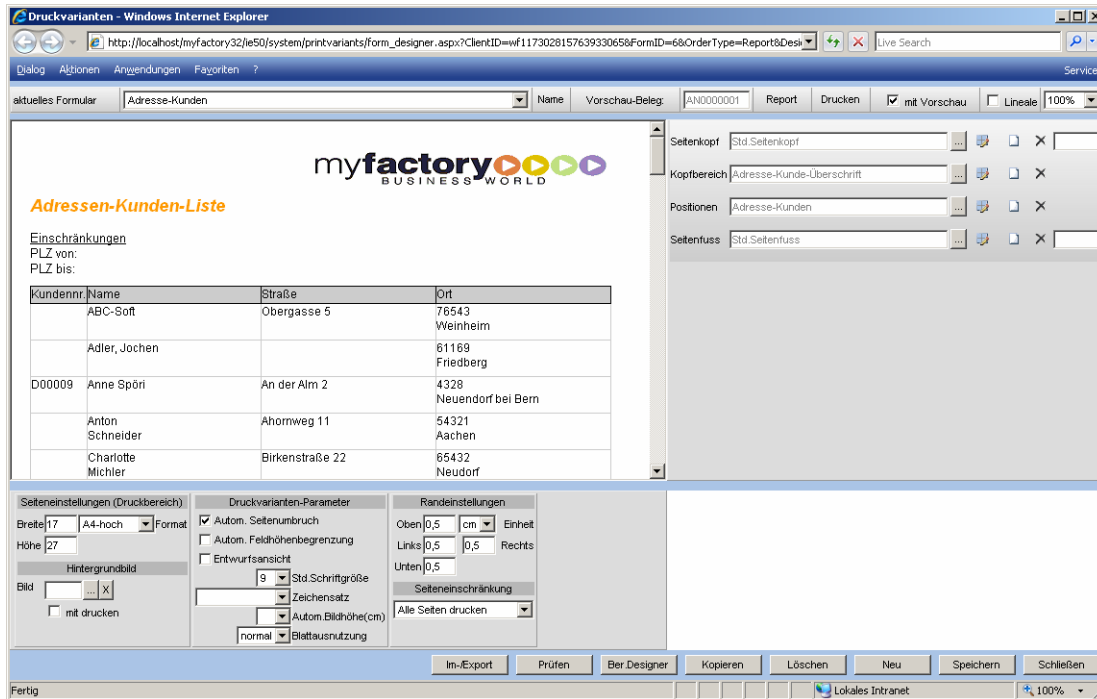 Druckvarianten - Windows Internet Explorer
http://localhost/myfactory32/ie50/system/printvariants/form_designer.aspx?ClientID=wf1173028157639330658&FormID=6&OrderType=Report&Desi
Live Search
Dialog Aktionen Anwendungen Favoriten ? Service
aktuelles Formular Adresse-Kunden Name Vorschau-Beleg: AN0000001 Report Drucken mit Vorschau Lineale 100%
myfactory
BUSINESS WORLD
Adressen-Kunden-Liste
Einschränkungen
PLZ von:
PLZ bis:
Kundennr. Name Straße Ort
ABC-Soft Obergasse 5 76543
Weinheim
Adler, Jochen 61169
Friedberg
D00009 Anne Spöri An der Alm 2 4328
Neuendorf bei Bern
Anton Ahornweg 11 54321
Schneider Aachen
Charlotte Birkenstraße 22 65432
Michler Neudorf
Seitenkopf Std.Seitenkopf ...
Kopfbereich Adresse-Kunde-Überschrift ...
Positionen Adresse-Kunden ...
Seitenfuss Std.Seitenfuss ...
Seiteneinstellungen (Druckbereich)
Breite 17 A4-hoch Format
Höhe 27
Hintergrundbild
Bild ... X
mit drucken
Druckvarianten-Parameter
Autom. Seitenumbruch
Autom. Feldhöhenbegrenzung
Entwurfsansicht
9 Std.Schriftgröße
Zeichensatz
Autom.Bildhöhe(cm)
normal Blattausnutzung
Randeinstellungen
Oben 0,5 cm Einheit
Links 0,5 0,5 Rechts
Unten 0,5
Seiteneinschränkung
Alle Seiten drucken
Im-/Export Prüfen Ber.Designer Kopieren Löschen Neu Speichern Schließen
Fertig Lokales Intranet 100%